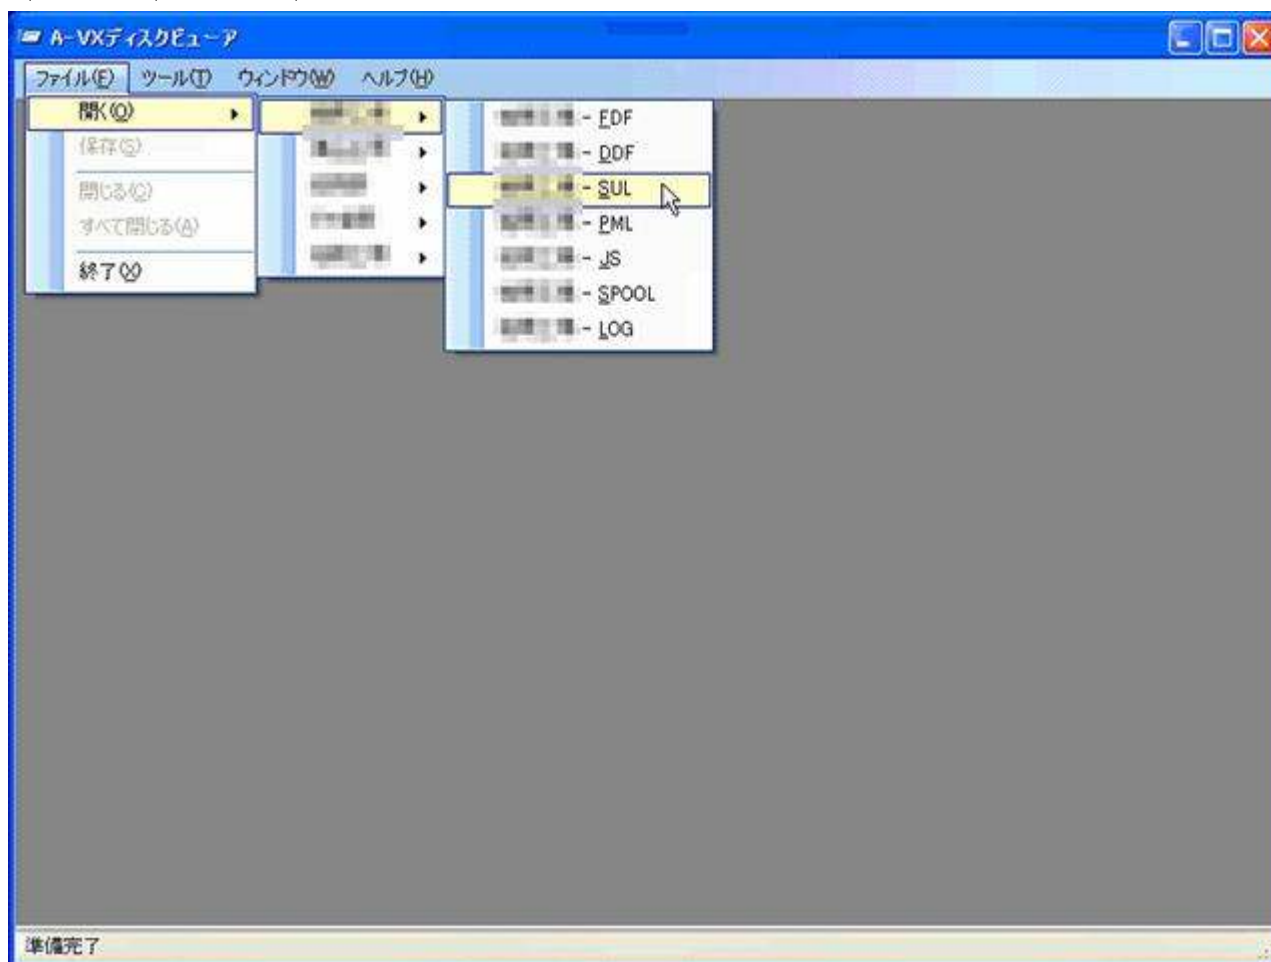 A-VXディスクビューア
ファイル(F) ツール(T) ウィンドウ(W) ヘルプ(H)
開く(O)
保存(S)
閉じる(C)
すべて閉じる(A)
終了(X)
- FDF
- DDF
- SUL
- PML
- JS
- SPOOL
- LOG
準備完了